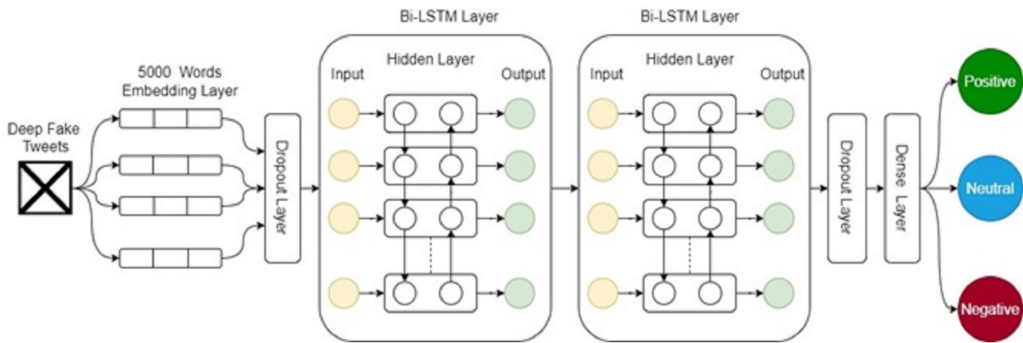 Deep Fake
Tweets
5000 Words
Embedding Layer
Dropout Layer
Bi-LSTM Layer
Input
Hidden Layer
Output
Bi-LSTM Layer
Input
Hidden Layer
Output
Dropout Layer
Dense Layer
Positive
Neutral
Negative